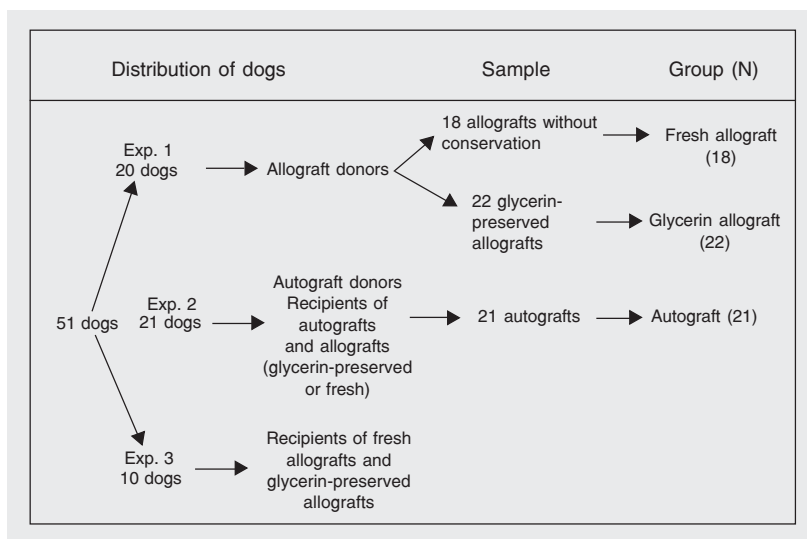 Distribution of dogs
Sample
Group (N)
Exp. 1
20 dogs
Allograft donors
18 allografts without
conservation
Fresh allograft
(18)
22 glycerin-
preserved
allografts
Glycerin allograft
(22)
51 dogs
Exp. 2
21 dogs
Autograft donors
Recipients of
autografts
and allografts
(glycerin-preserved
or fresh)
21 autografts
Autograft (21)
Exp. 3
10 dogs
Recipients of fresh
allografts and
glycerin-preserved
allografts